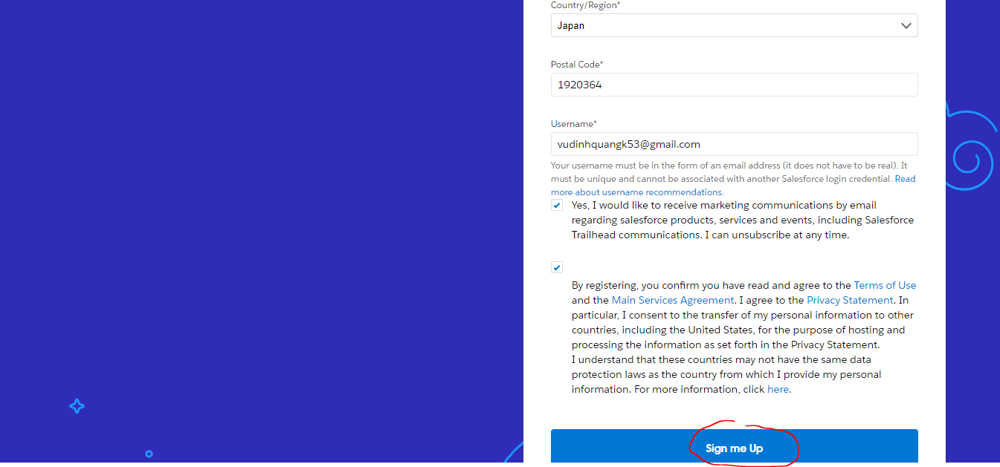 Country/Region*
Japan
Postal Code*
1920364
Username*
vudinhquangk53@gmail.com
Your username must be in the form of an email address (it does not have to be real). It
must be unique and cannot be associated with another Salesforce login credential. Read
more about username recommendations.
Yes, I would like to receive marketing communications by email
regarding salesforce products, services and events, including Salesforce
Trailhead communications. I can unsubscribe at any time.
By registering, you confirm you have read and agree to the Terms of Use
and the Main Services Agreement. I agree to the Privacy Statement. In
particular, I consent to the transfer of my personal information to other
countries, including the United States, for the purpose of hosting and
processing the information as set forth in the Privacy Statement.
I understand that these countries may not have the same data
protection laws as the country from which I provide my personal
information. For more information, click here.
Sign me Up